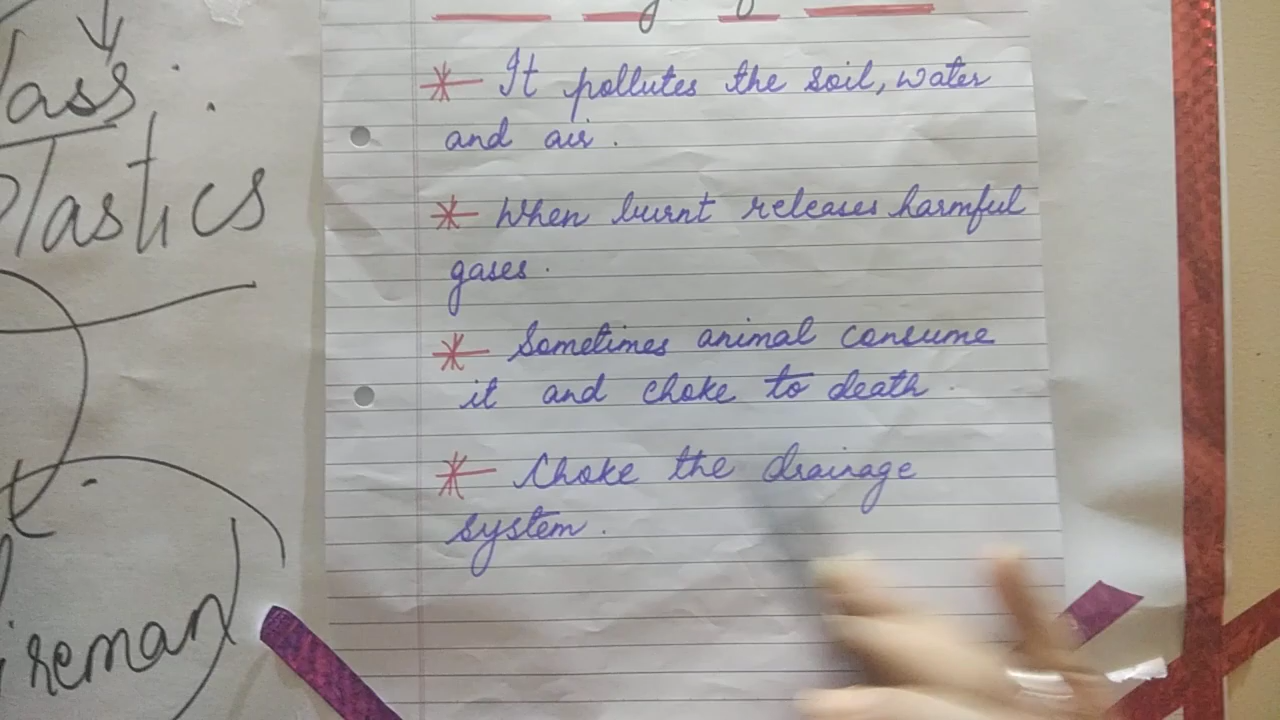 Plastics
* It pollutes the soil, water
and air.
* When burnt releases harmful
gases.
* Sometimes animal consume
it and choke to death.
* Choke the drainage
system.